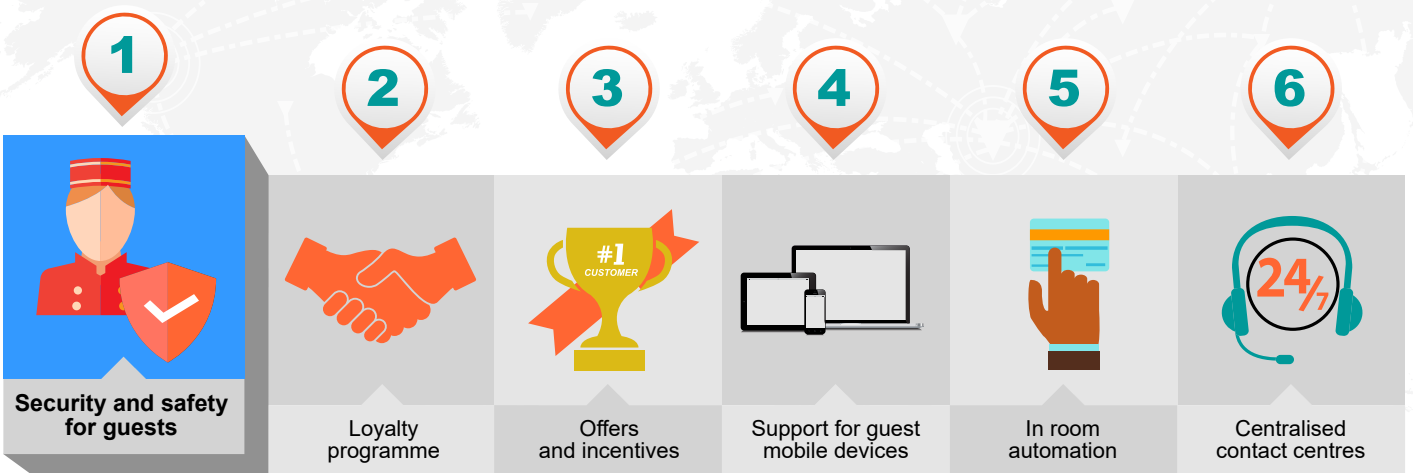 1
2
3
4
5
6
#1
CUSTOMER
24/7
Security and safety
for guests
Loyalty
programme
Offers
and incentives
Support for guest
mobile devices
In room
automation
Centralised
contact centres